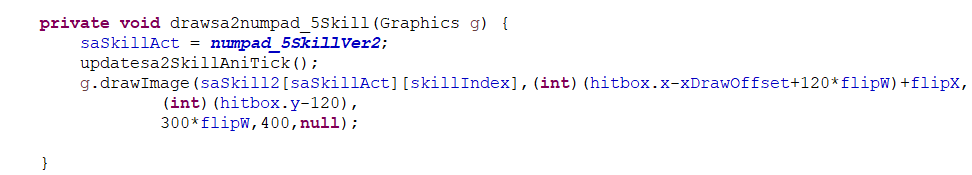 private void drawsa2numpad_5Skill(Graphics g) {
saSkillAct = numpad_5SkillVer2;
updatesa2SkillAniTick();
g.drawImage(saSkill2[saSkillAct][skillIndex],(int)(hitbox.x-xDrawOffset+120*flipW)+flipX,
(int)(hitbox.y-120),
300*flipW,400,null);
}